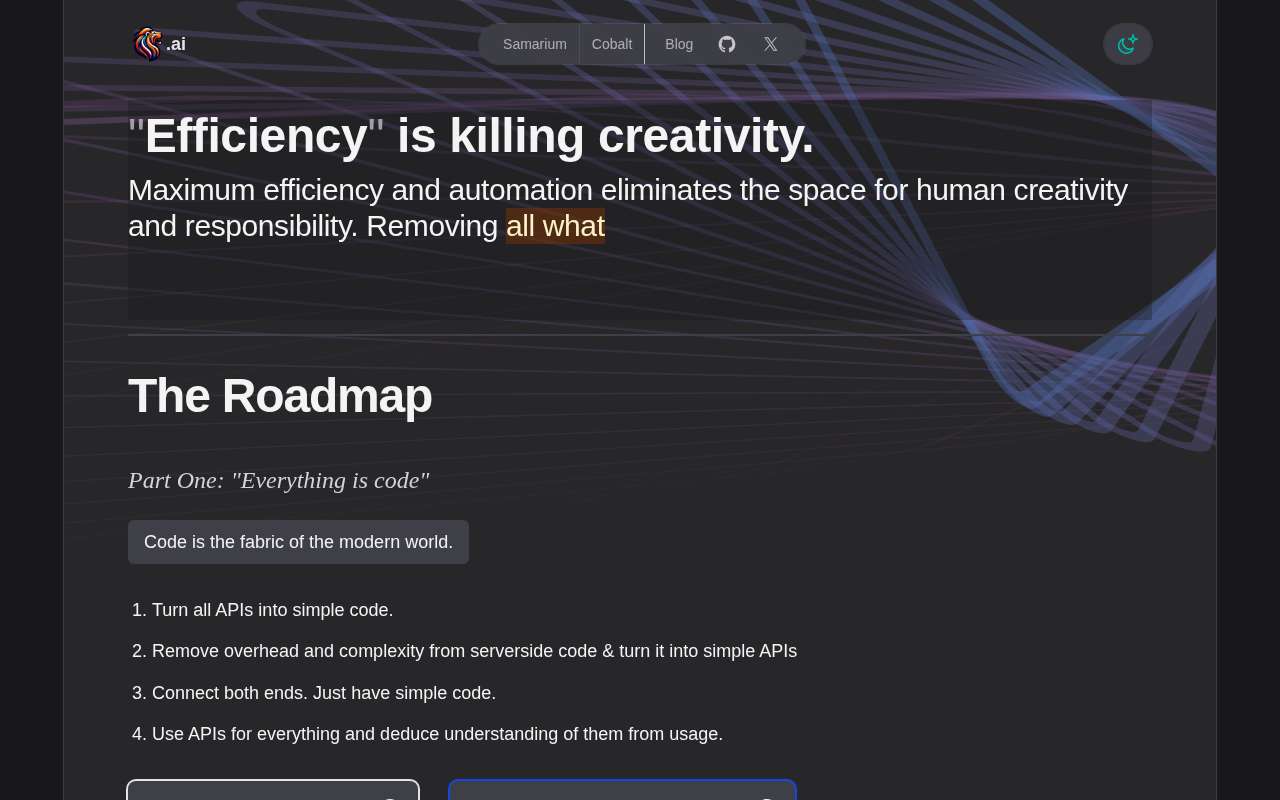 .ai
Samarium
Cobalt
Blog
"Efficiency" is killing creativity.
Maximum efficiency and automation eliminates the space for human creativity
and responsibility. Removing all what
The Roadmap
Part One: "Everything is code"
Code is the fabric of the modern world.
1. Turn all APIs into simple code.
2. Remove overhead and complexity from serverside code & turn it into simple APIs
3. Connect both ends. Just have simple code.
4. Use APIs for everything and deduce understanding of them from usage.